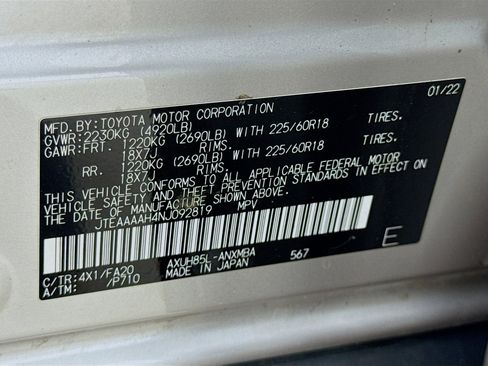 MFD. BY: TOYOTA MOTOR CORPORATION 01/22
GVWR: 2230KG (4920LB)
GAWR: FRT. 1220KG (2690LB) WITH 225/60R18 TIRES.
18X7J RIMS.
RR. 1220KG (2690LB) WITH 225/60R18 TIRES.
18X7J RIMS.
THIS VEHICLE CONFORMS TO ALL APPLICABLE FEDERAL MOTOR
VEHICLE SAFETY AND THEFT PREVENTION STANDARDS IN EFFECT
ON THE DATE OF MANUFACTURE SHOWN ABOVE.
JTEAAAAH4NJ092819 MPV
C/TR: 4X1/FA20 AXUH85L-ANXMBA 567 E
A/TM: /P710 MADE IN JAPAN